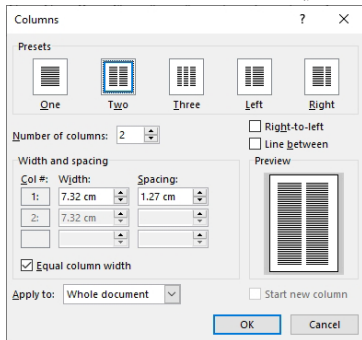 Columns ? X
Presets
One Two Three Left Right
Number of columns: 2
Right-to-left
Line between
Width and spacing Preview
Col #: Width: Spacing:
1: 7.32 cm 1.27 cm
2: 7.32 cm
Equal column width
Apply to: Whole document Start new column
OK Cancel